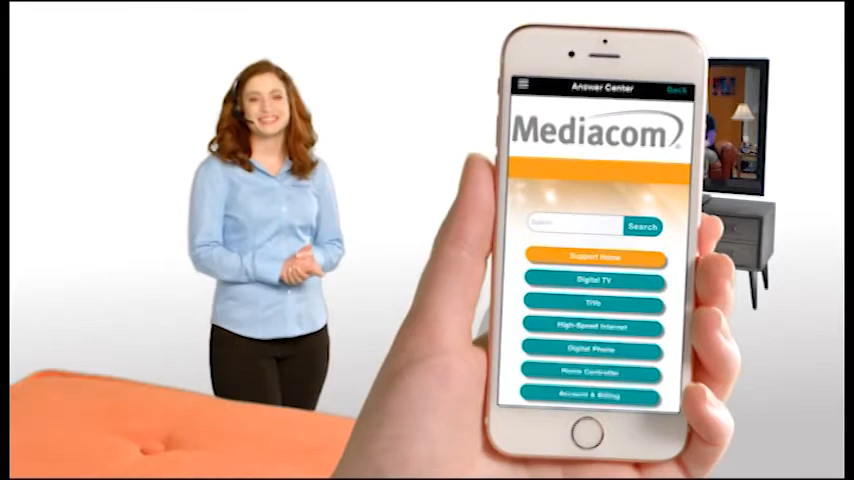 Answer Center
Back
Mediacom
Search
Search
Support Home
Digital TV
TiVo
High-Speed Internet
Digital Phone
Home Controller
Account & Billing